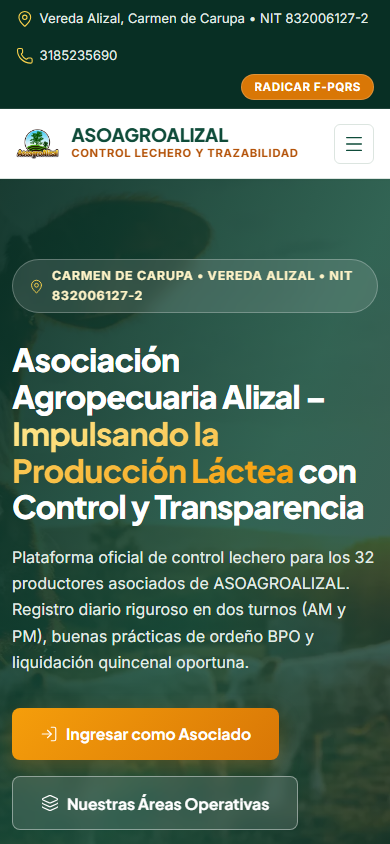 Vereda Alizal, Carmen de Carupa • NIT 832006127-2
3185235690
RADICAR F-PQRS
ASOAGROALIZAL
CONTROL LECHERO Y TRAZABILIDAD
CARMEN DE CARUPA • VEREDA ALIZAL • NIT
832006127-2
Asociación
Agropecuaria Alizal –
Impulsando la
Producción Láctea con
Control y Transparencia
Plataforma oficial de control lechero para los 32
productores asociados de ASOAGROALIZAL.
Registro diario riguroso en dos turnos (AM y
PM), buenas prácticas de ordeño BPO y
liquidación quincenal oportuna.
Ingresar como Asociado
Nuestras Áreas Operativas